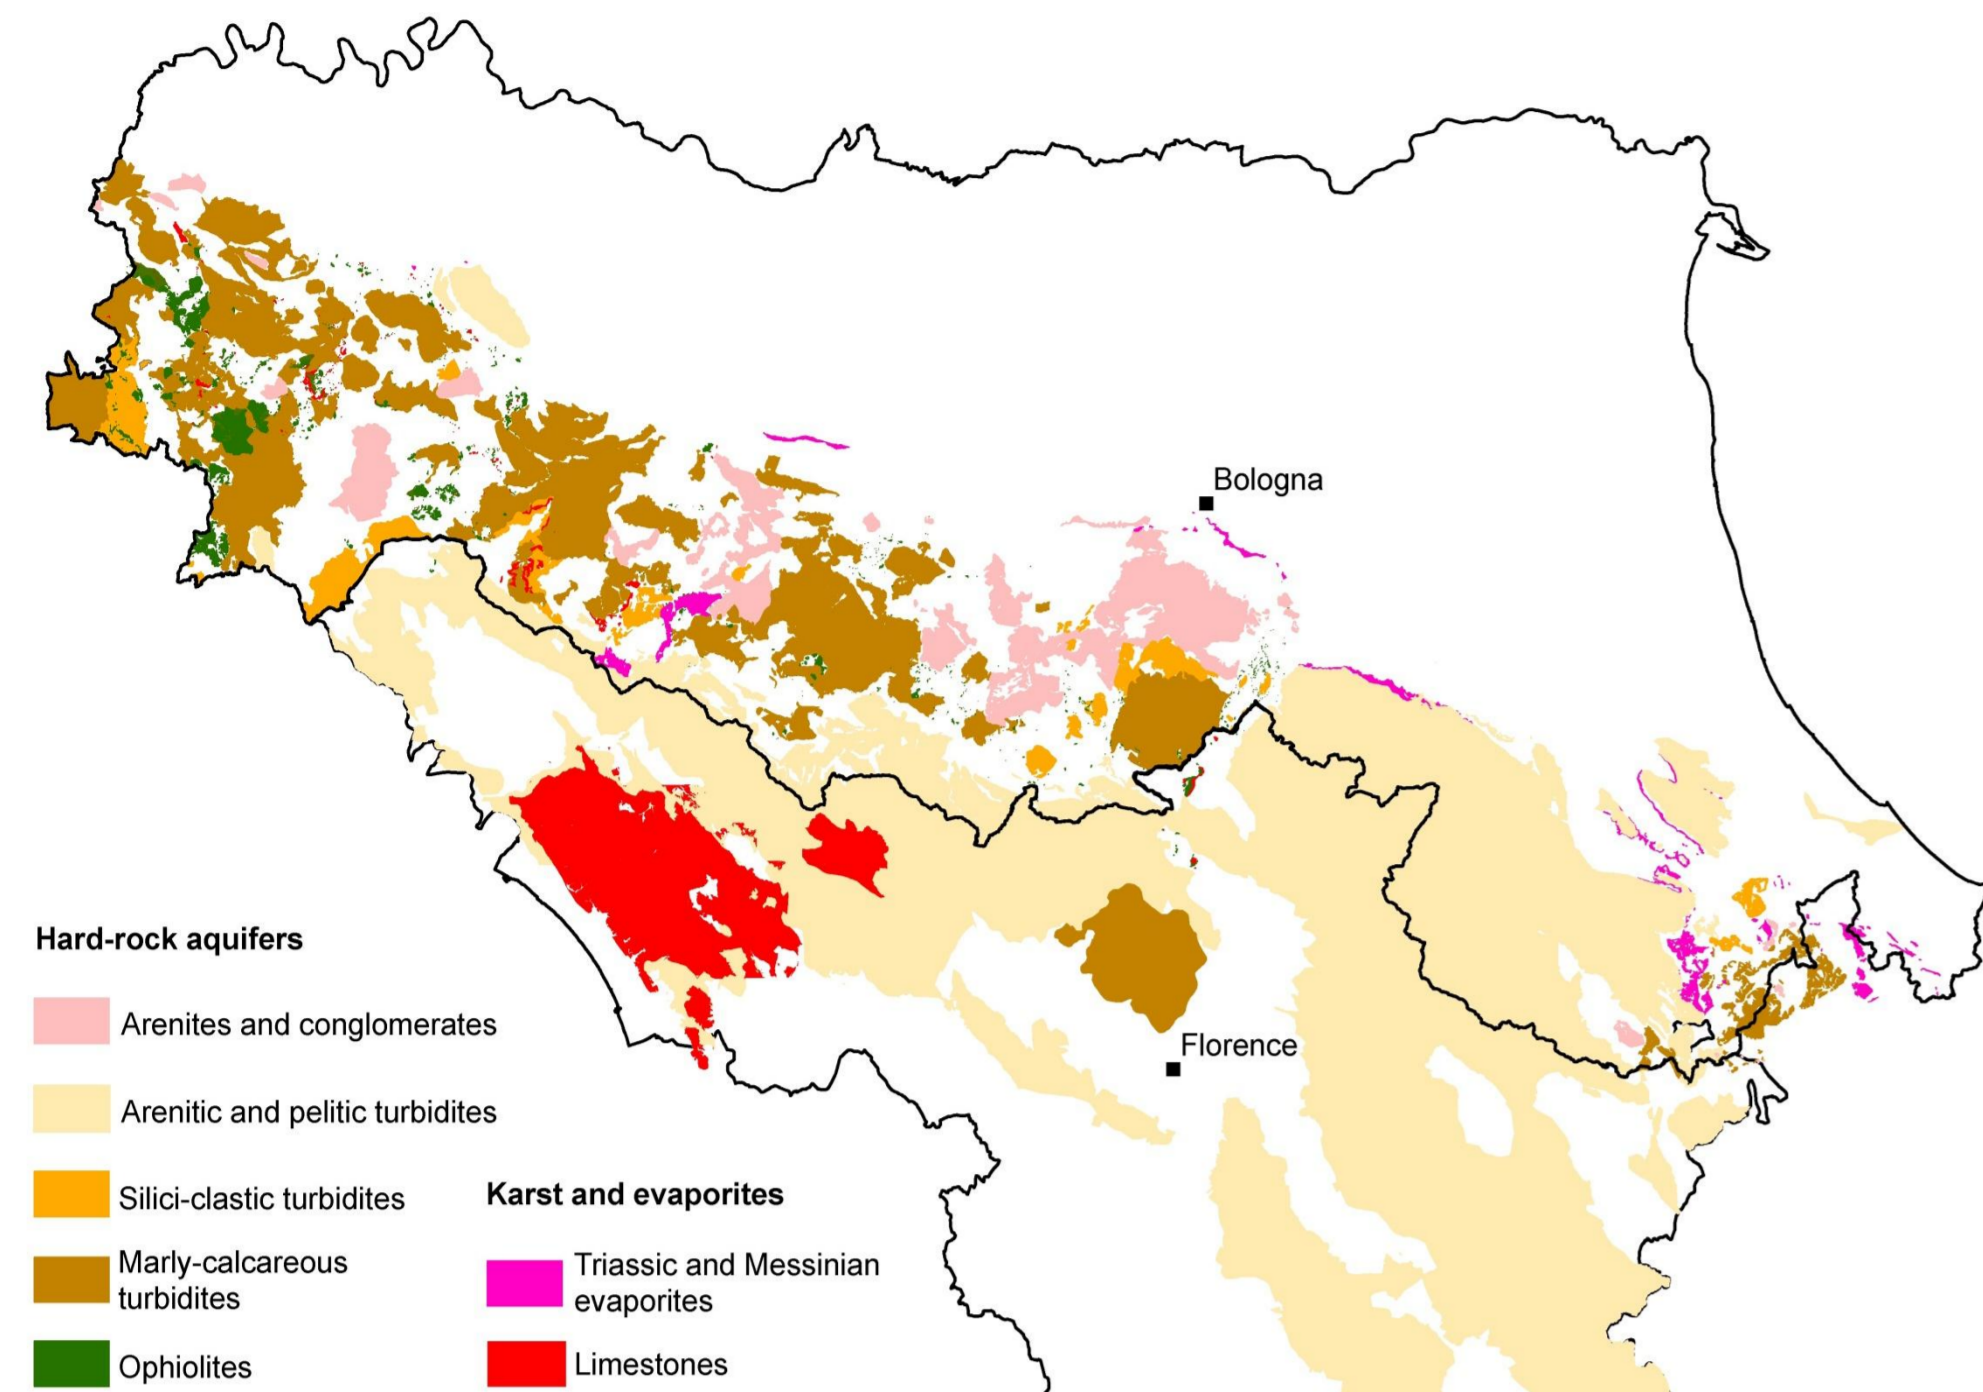 Bologna
Florence
Hard-rock aquifers
Arenites and conglomerates
Arenitic and pelitic turbidites
Silici-clastic turbidites
Marly-calcareous
turbidites
Ophiolites
Karst and evaporites
Triassic and Messinian
evaporites
Limestones